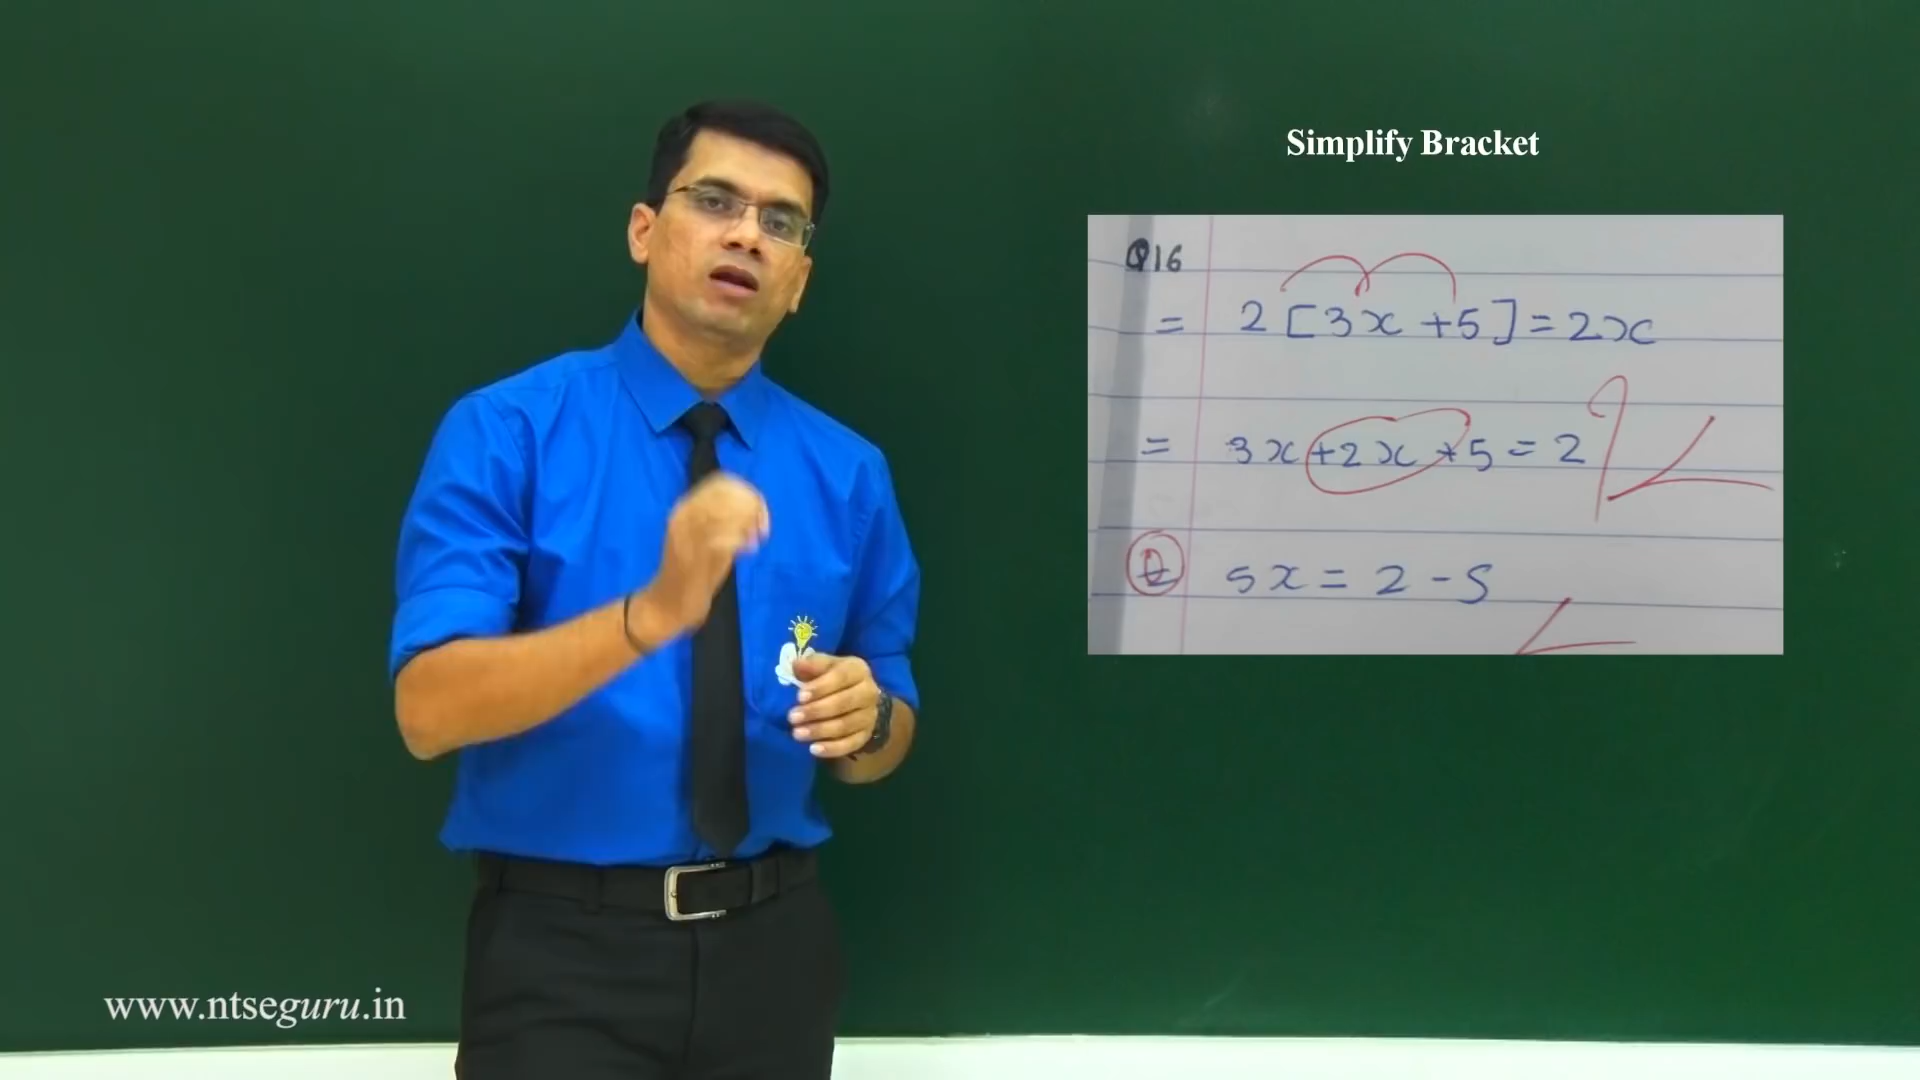 Simplify Bracket
Q16
= 2[3x+5]=2x
= 3x+2x+5=2
5x=2-5
www.ntseguru.in